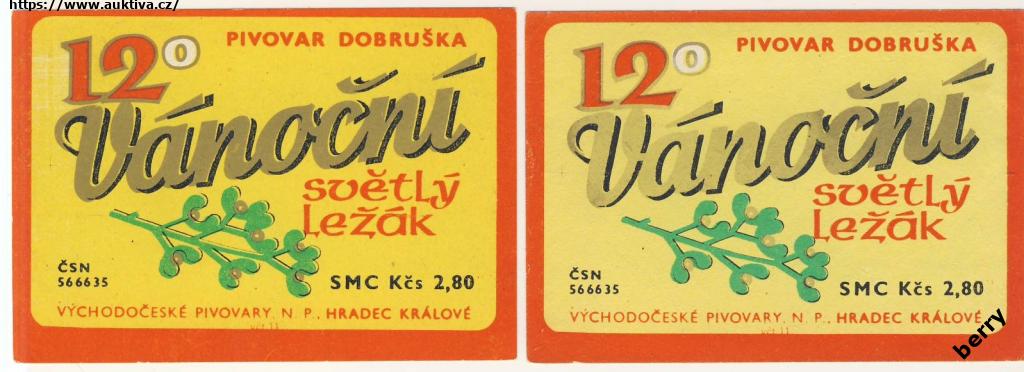 https://www.auktiva.cz/
12°
PIVOVAR DOBRUŠKA
Vánoční
světlý
ležák
ČSN
566635
SMC Kčs 2,80
VÝCHODOČESKÉ PIVOVARY, N. P., HRADEC KRÁLOVÉ
12°
PIVOVAR DOBRUŠKA
Vánoční
světlý
ležák
ČSN
566635
SMC Kčs 2,80
VÝCHODOČESKÉ PIVOVARY, N. P., HRADEC KRÁLOVÉ
berry